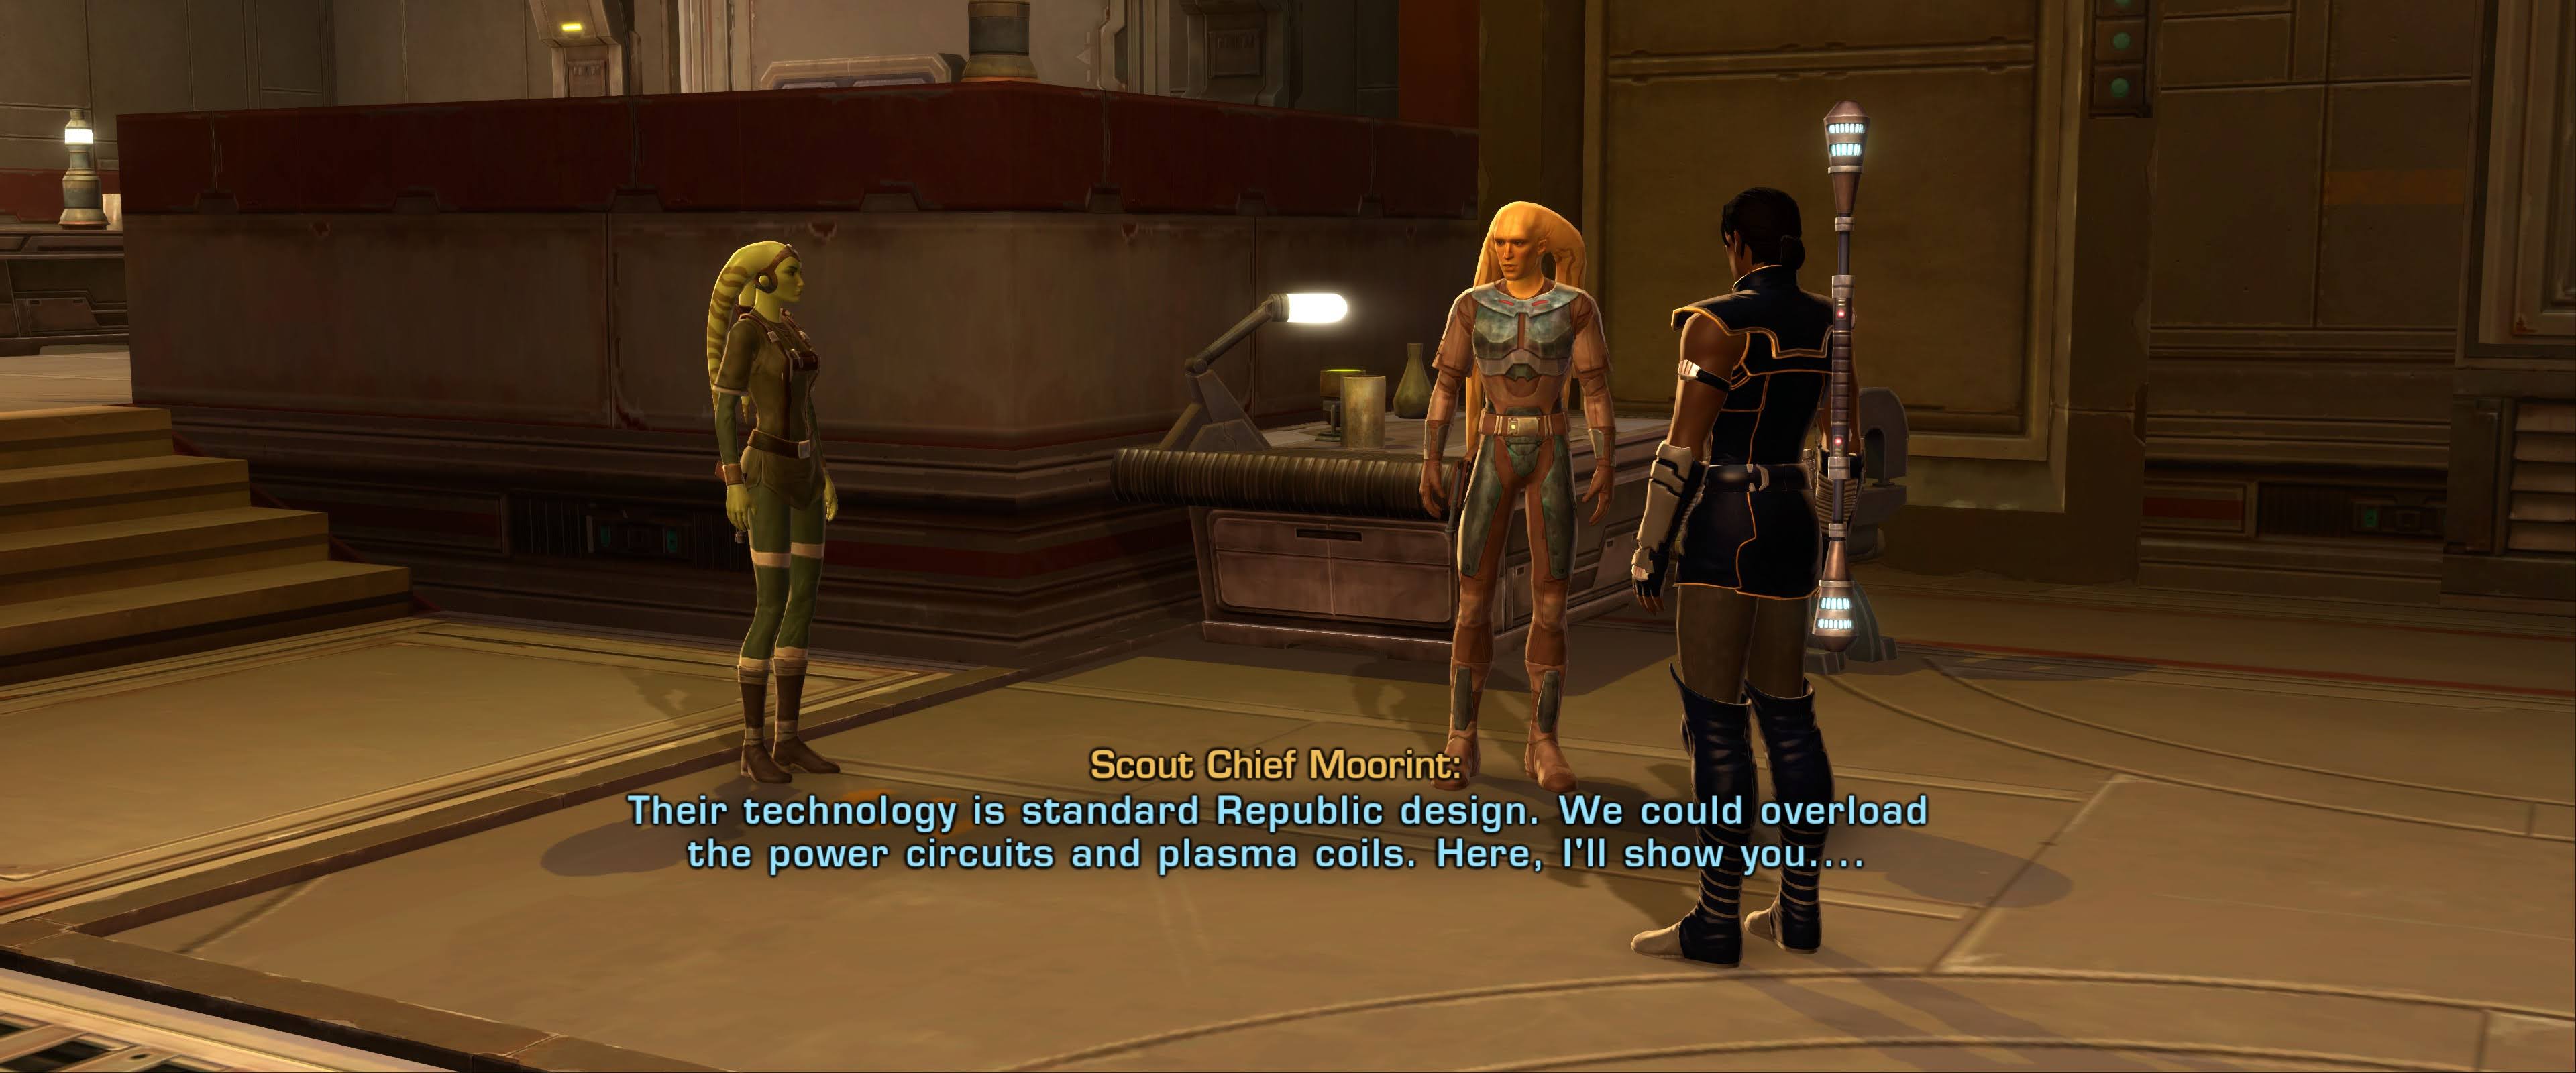 Scout Chief Moorint:
Their technology is standard Republic design. We could overload
the power circuits and plasma coils. Here, I'll show you....